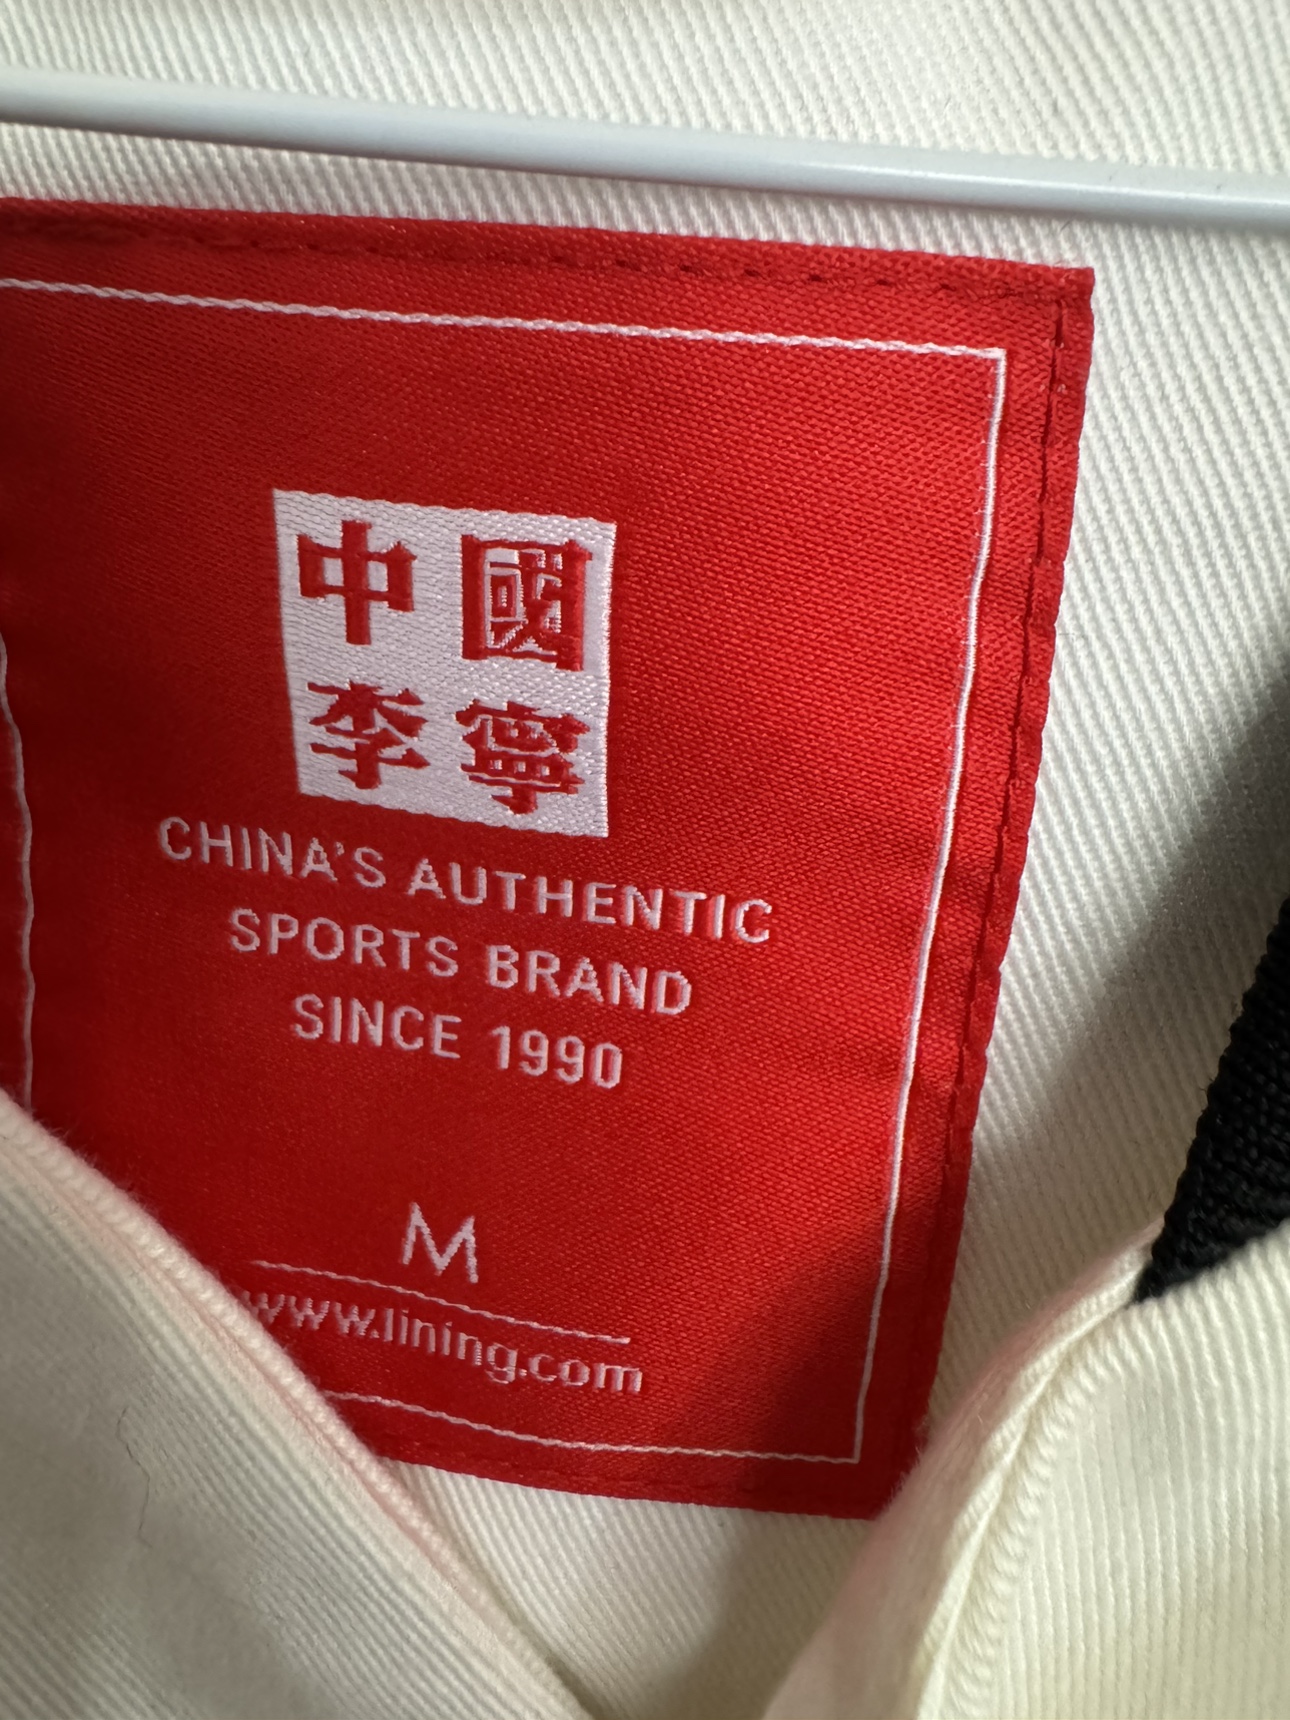 中國
李寧
CHINA'S AUTHENTIC
SPORTS BRAND
SINCE 1990
M
www.lining.com